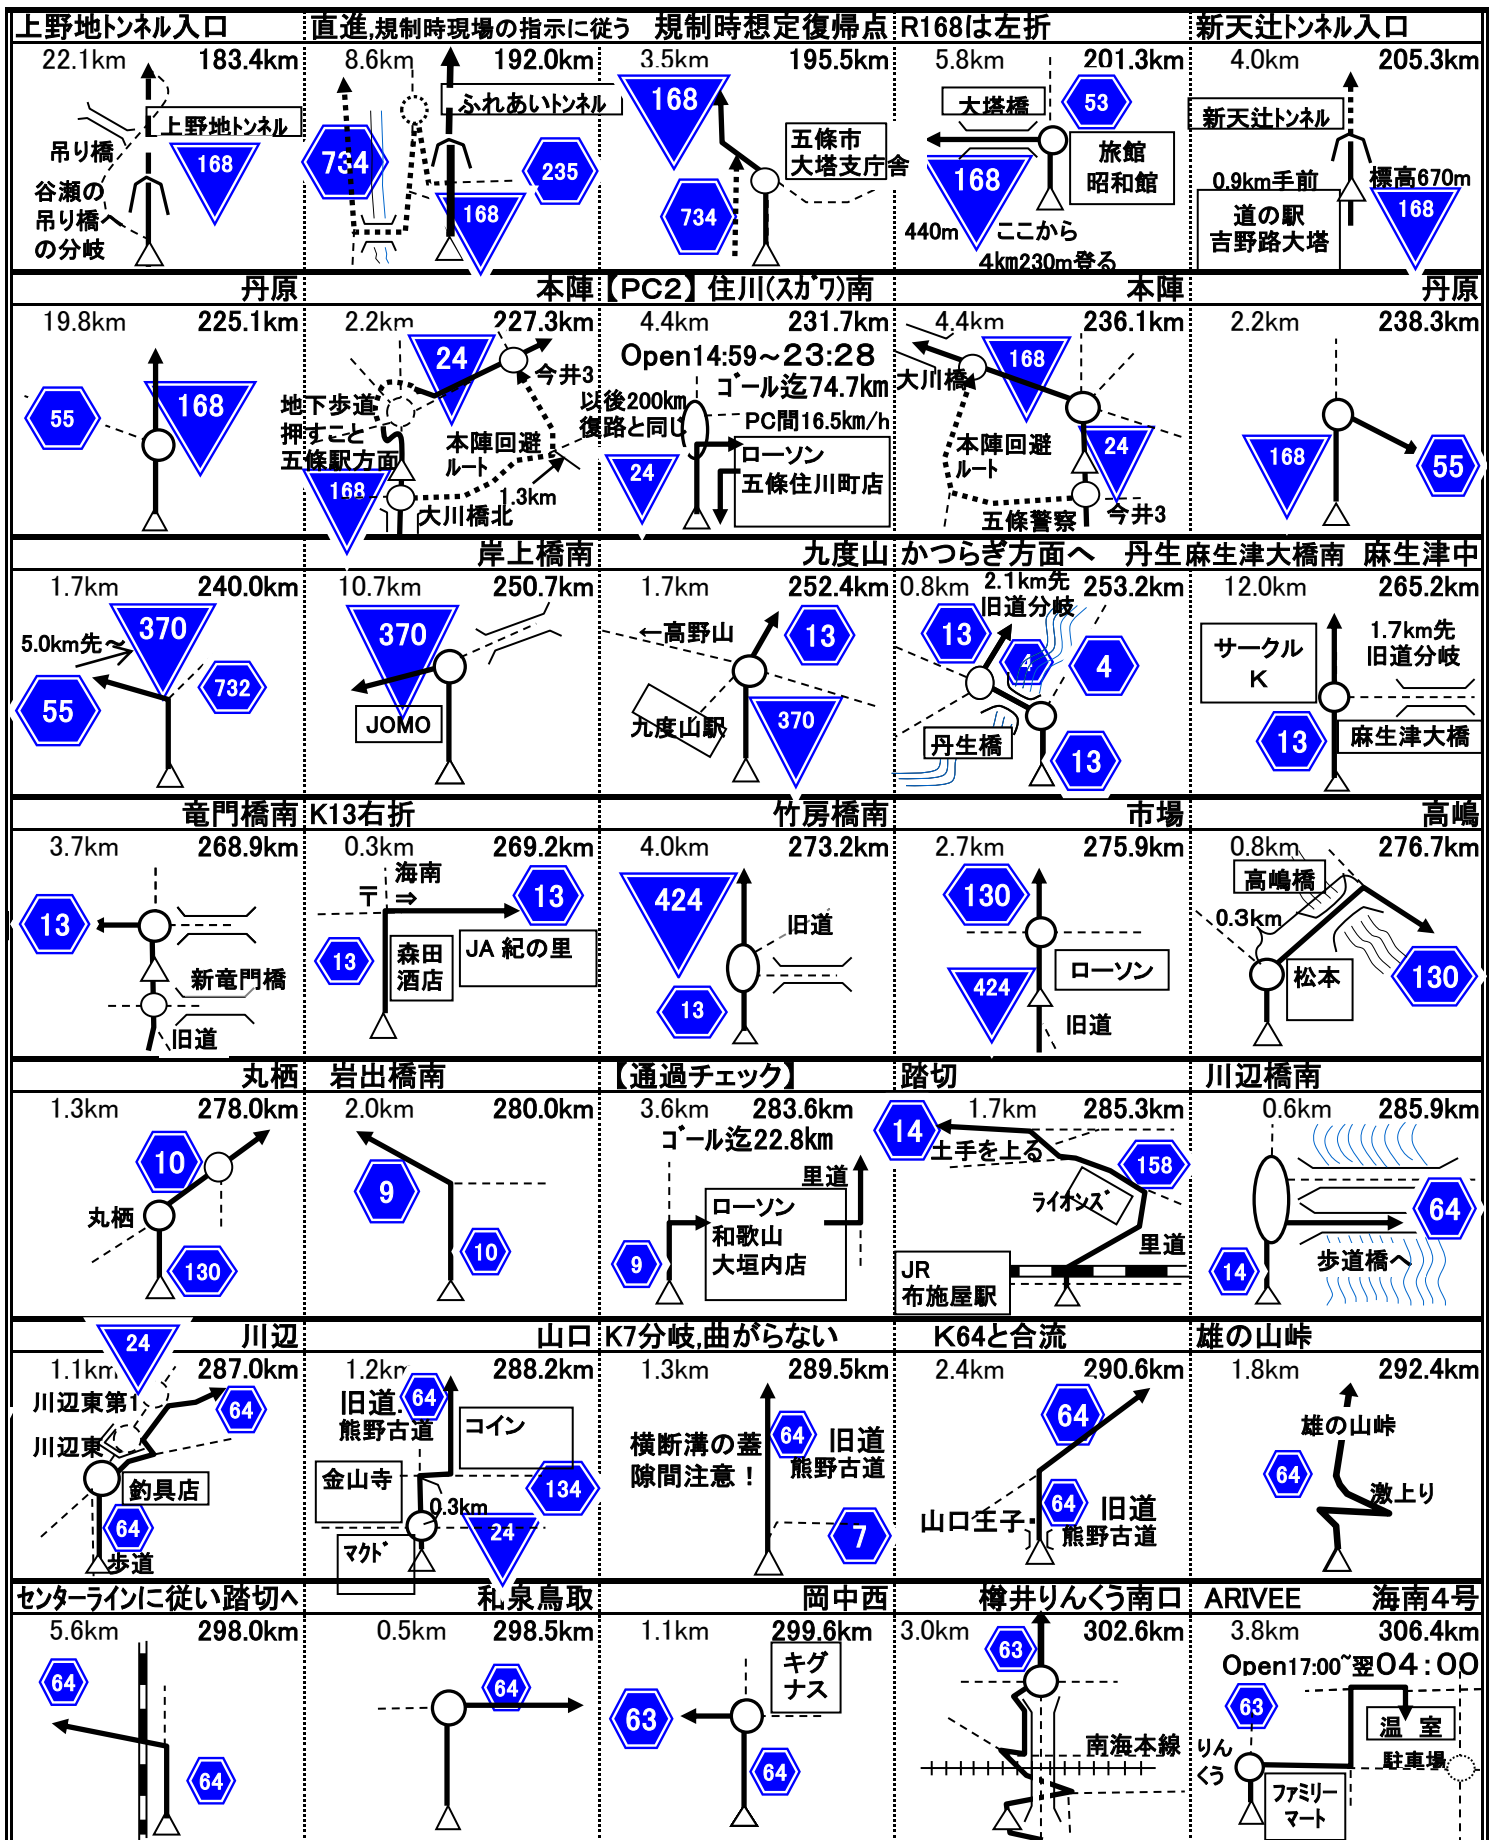 上野地トンネル入口
22.1km 183.4km
上野地トンネル
吊り橋
168
谷瀬の
吊り橋へ
の分岐
直進,規制時現場の指示に従う
8.6km 192.0km
ふれあいトンネル
734
235
168
規制時想定復帰点
3.5km 195.5km
168
五條市
大塔支庁舎
734
R168は左折
5.8km 201.3km
大塔橋
53
旅館
昭和館
168
440m
ここから
4km230m登る
新天辻トンネル入口
4.0km 205.3km
新天辻トンネル
0.9km手前
標高670m
道の駅
吉野路大塔
168
丹原
19.8km 225.1km
55
168
本陣
2.2km 227.3km
24
今井3
地下歩道
押すこと
五條駅方面
本陣回避
ルート
168
1.3km
大川橋北
【PC2】 住川(スガワ)南
4.4km 231.7km
Open14:59～23:28
ゴール迄74.7km
以後200km
復路と同じ
PC間16.5km/h
24
ローソン
五條住川町店
本陣
4.4km 236.1km
168
大川橋
本陣回避
ルート
24
五條警察
今井3
丹原
2.2km 238.3km
168
55
1.7km 240.0km
5.0km先～
370
732
55
岸上橋南
10.7km 250.7km
370
JOMO
九度山
1.7km 252.4km
←高野山
13
九度山駅
370
かつらぎ方面へ 丹生
0.8km 253.2km
2.1km先
旧道分岐
13
4
4
丹生橋
13
麻生津大橋南 麻生津中
12.0km 265.2km
サークル
K
1.7km先
旧道分岐
13
麻生津大橋
竜門橋南
3.7km 268.9km
13
新竜門橋
旧道
K13右折
0.3km 269.2km
海南
〒 ⇒
13
13
森田
酒店
JA 紀の里
竹房橋南
4.0km 273.2km
424
旧道
13
市場
2.7km 275.9km
130
ローソン
424
旧道
高嶋
0.8km 276.7km
高嶋橋
0.3km
松本
130
丸栖
1.3km 278.0km
10
丸栖
130
岩出橋南
2.0km 280.0km
9
10
【通過チェック】
3.6km 283.6km
ゴール迄22.8km
里道
ローソン
和歌山
大垣内店
9
踏切
1.7km 285.3km
14
土手を上る
158
ライオンズ
里道
JR
布施屋駅
川辺橋南
0.6km 285.9km
64
14
歩道橋へ
川辺
24
1.1km 287.0km
川辺東第1
64
川辺東
釣具店
64
歩道
山口
1.2km 288.2km
旧道.
64
熊野古道
コイン
金山寺
134
0.3km
24
マクド
K7分岐,曲がらない
1.3km 289.5km
64
旧道
熊野古道
横断溝の蓋
隙間注意！
7
K64と合流
2.4km 290.6km
64
64
旧道
山口王子
熊野古道
雄の山峠
1.8km 292.4km
雄の山峠
64
激上り
センターラインに従い踏切へ
5.6km 298.0km
64
64
和泉鳥取
0.5km 298.5km
64
岡中西
1.1km 299.6km
キグ
ナス
63
64
樽井りんくう南口
3.0km 302.6km
63
南海本線
ARIVEE 海南4号
3.8km 306.4km
Open17:00~翌04:00
63
温 室
りん
くう
駐車場
ファミリー
マート